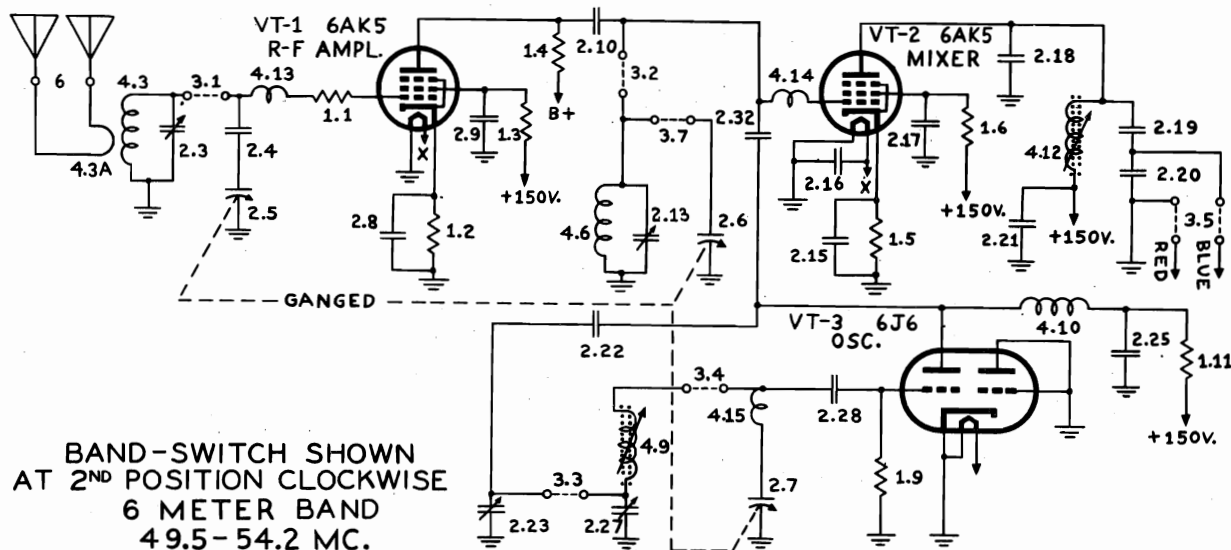 VT-1 6AK5
R-F AMPL.
VT-2 6AK5
MIXER
6
4.3
3.1
4.13
1.1
2.3
4.3A
2.4
2.5
2.9
1.3
X
+150V.
2.8
1.2
1.4
B+
2.10
3.2
3.7
2.32
4.6
2.13
2.6
4.14
2.16
X
2.17
1.6
+150V.
2.15
1.5
2.18
4.12
2.19
2.20
2.21
+150V.
3.5
RED
BLUE
GANGED
VT-3 6J6
OSC.
4.10
2.25
1.11
+150V.
2.22
3.4
4.15
2.28
4.9
3.3
2.23
2.27
2.7
1.9
BAND-SWITCH SHOWN
AT 2ND POSITION CLOCKWISE
6 METER BAND
49.5-54.2 MC.